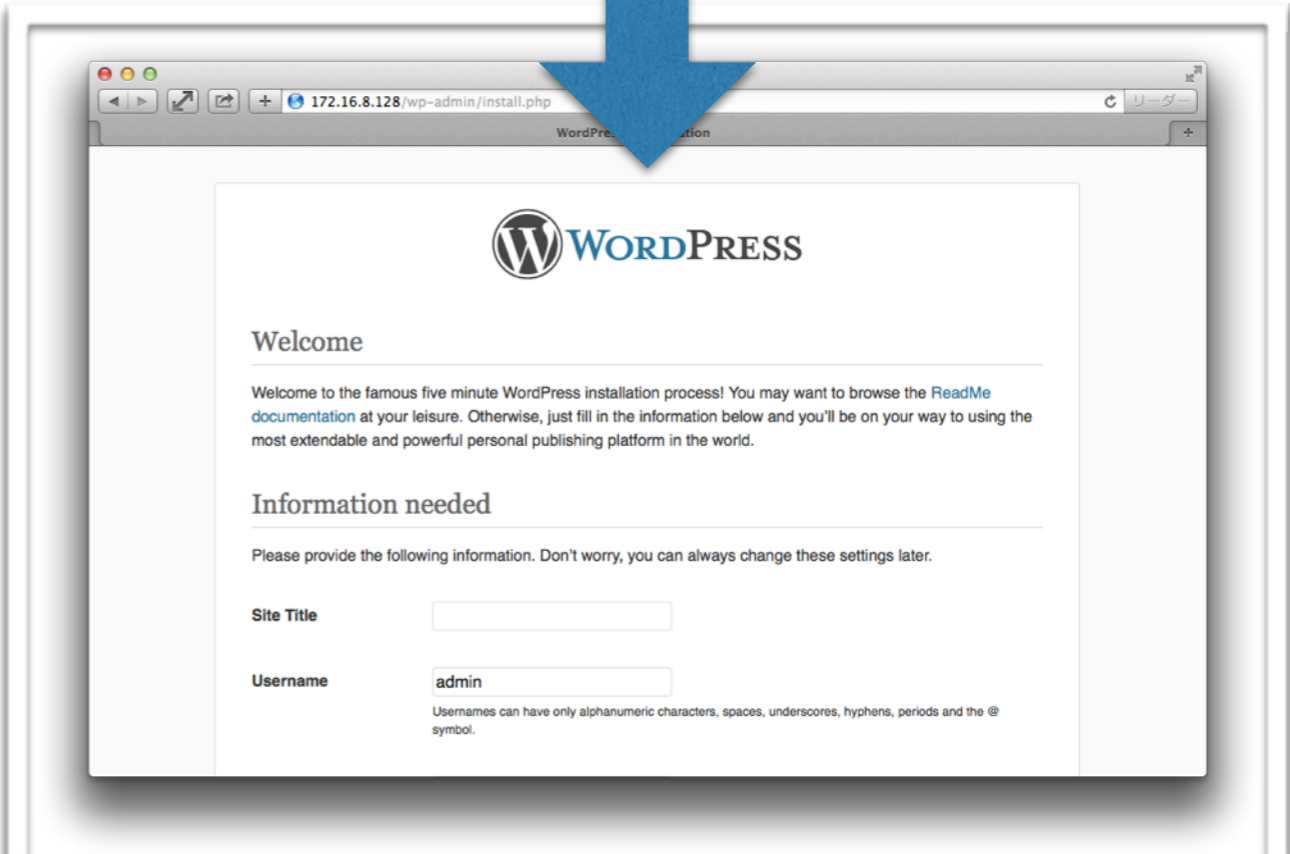 172.16.8.128/wp-admin/install.php
リーダー
WordPre tion
WORDPRESS
Welcome
Welcome to the famous five minute WordPress installation process! You may want to browse the ReadMe
documentation at your leisure. Otherwise, just fill in the information below and you'll be on your way to using the
most extendable and powerful personal publishing platform in the world.
Information needed
Please provide the following information. Don't worry, you can always change these settings later.
Site Title
Username
admin
Usernames can have only alphanumeric characters, spaces, underscores, hyphens, periods and the @
symbol.